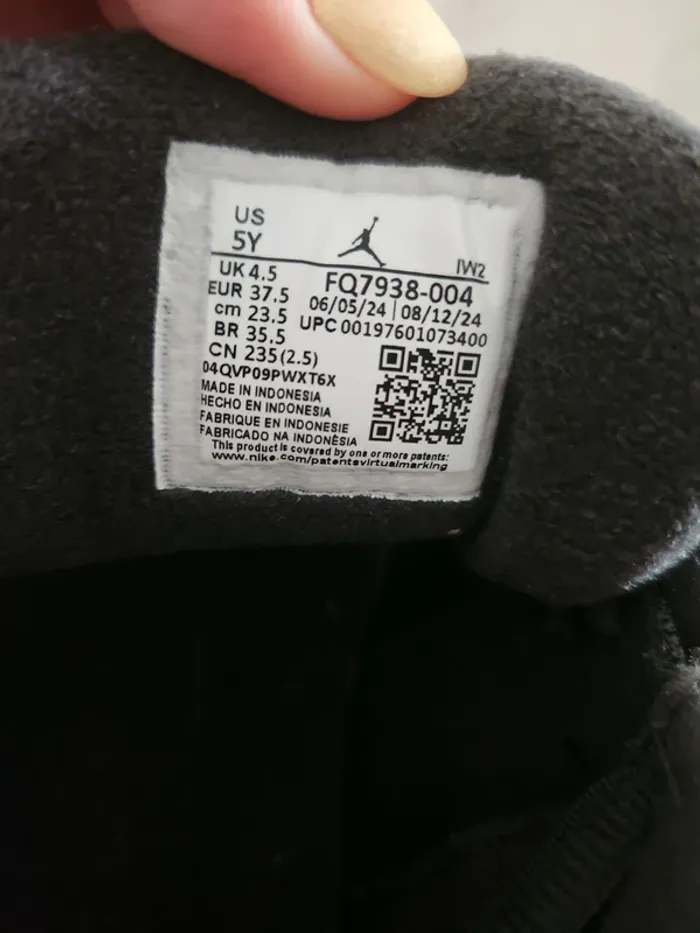 US
5Y
IW2
UK 4.5
EUR 37.5
cm 23.5
BR 35.5
CN 235(2.5)
FQ7938-004
06/05/24 | 08/12/24
UPC 00197601073400
04QVP09PWXT6X
MADE IN INDONESIA
HECHO EN INDONESIA
FABRIQUE EN INDONESIE
FABRICADO NA INDONÉSIA
This product is covered by one or more patents:
www.nike.com/patentsvirtualmarking